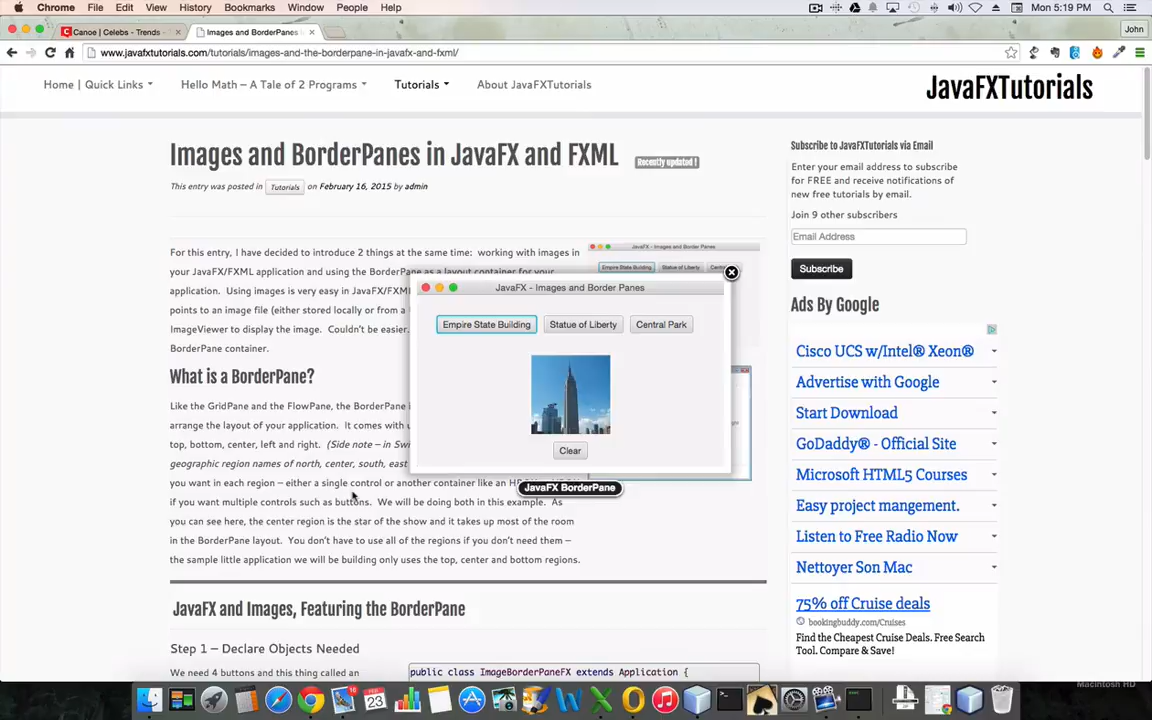 Chrome File Edit View History Bookmarks Window People Help Mon 5:19 PM
Canoe | Celebs - Trends - Images and BorderPanes in John
www.javafxtutorials.com/tutorials/images-and-the-borderpane-in-javafx-and-fxml/
Home | Quick Links Hello Math – A Tale of 2 Programs Tutorials About JavaFXTutorials JavaFXTutorials
Images and BorderPanes in JavaFX and FXML Recently updated !
This entry was posted in Tutorials on February 16, 2015 by admin
For this entry, I have decided to introduce 2 things at the same time: working with images in
your JavaFX/FXML application and using the BorderPane as a layout container for your
application. Using images is very easy in JavaFX/FXML
points to an image file (either stored locally or from a
ImageViewer to display the image. Couldn't be easier.
BorderPane container.
What is a BorderPane?
Like the GridPane and the FlowPane, the BorderPane i
arrange the layout of your application. It comes with
top, bottom, center, left and right. (Side note – in Swi
geographic region names of north, center, south, east
you want in each region – either a single control or another container like an
if you want multiple controls such as buttons. We will be doing both in this example. As
you can see here, the center region is the star of the show and it takes up most of the room
in the BorderPane layout. You don't have to use all of the regions if you don't need them –
the sample little application we will be building only uses the top, center and bottom regions.
JavaFX and Images, Featuring the BorderPane
Step 1 – Declare Objects Needed
We need 4 buttons and this thing called an
public class ImageBorderPaneFX extends Application {
JavaFX - Images and Border Panes
Empire State Building Statue of Liberty Centr
JavaFX - Images and Border Panes
Empire State Building Statue of Liberty Central Park
Clear
JavaFX BorderPane
Subscribe to JavaFXTutorials via Email
Enter your email address to subscribe
for FREE and receive notifications of
new free tutorials by email.
Join 9 other subscribers
Email Address
Subscribe
Ads By Google
Cisco UCS w/Intel® Xeon®
Advertise with Google
Start Download
GoDaddy® - Official Site
Microsoft HTML5 Courses
Easy project mangement.
Listen to Free Radio Now
Nettoyer Son Mac
75% off Cruise deals
bookingbuddy.com/Cruises
Find the Cheapest Cruise Deals. Free Search
Tool. Compare & Save!
Macintosh HD
FEB
23